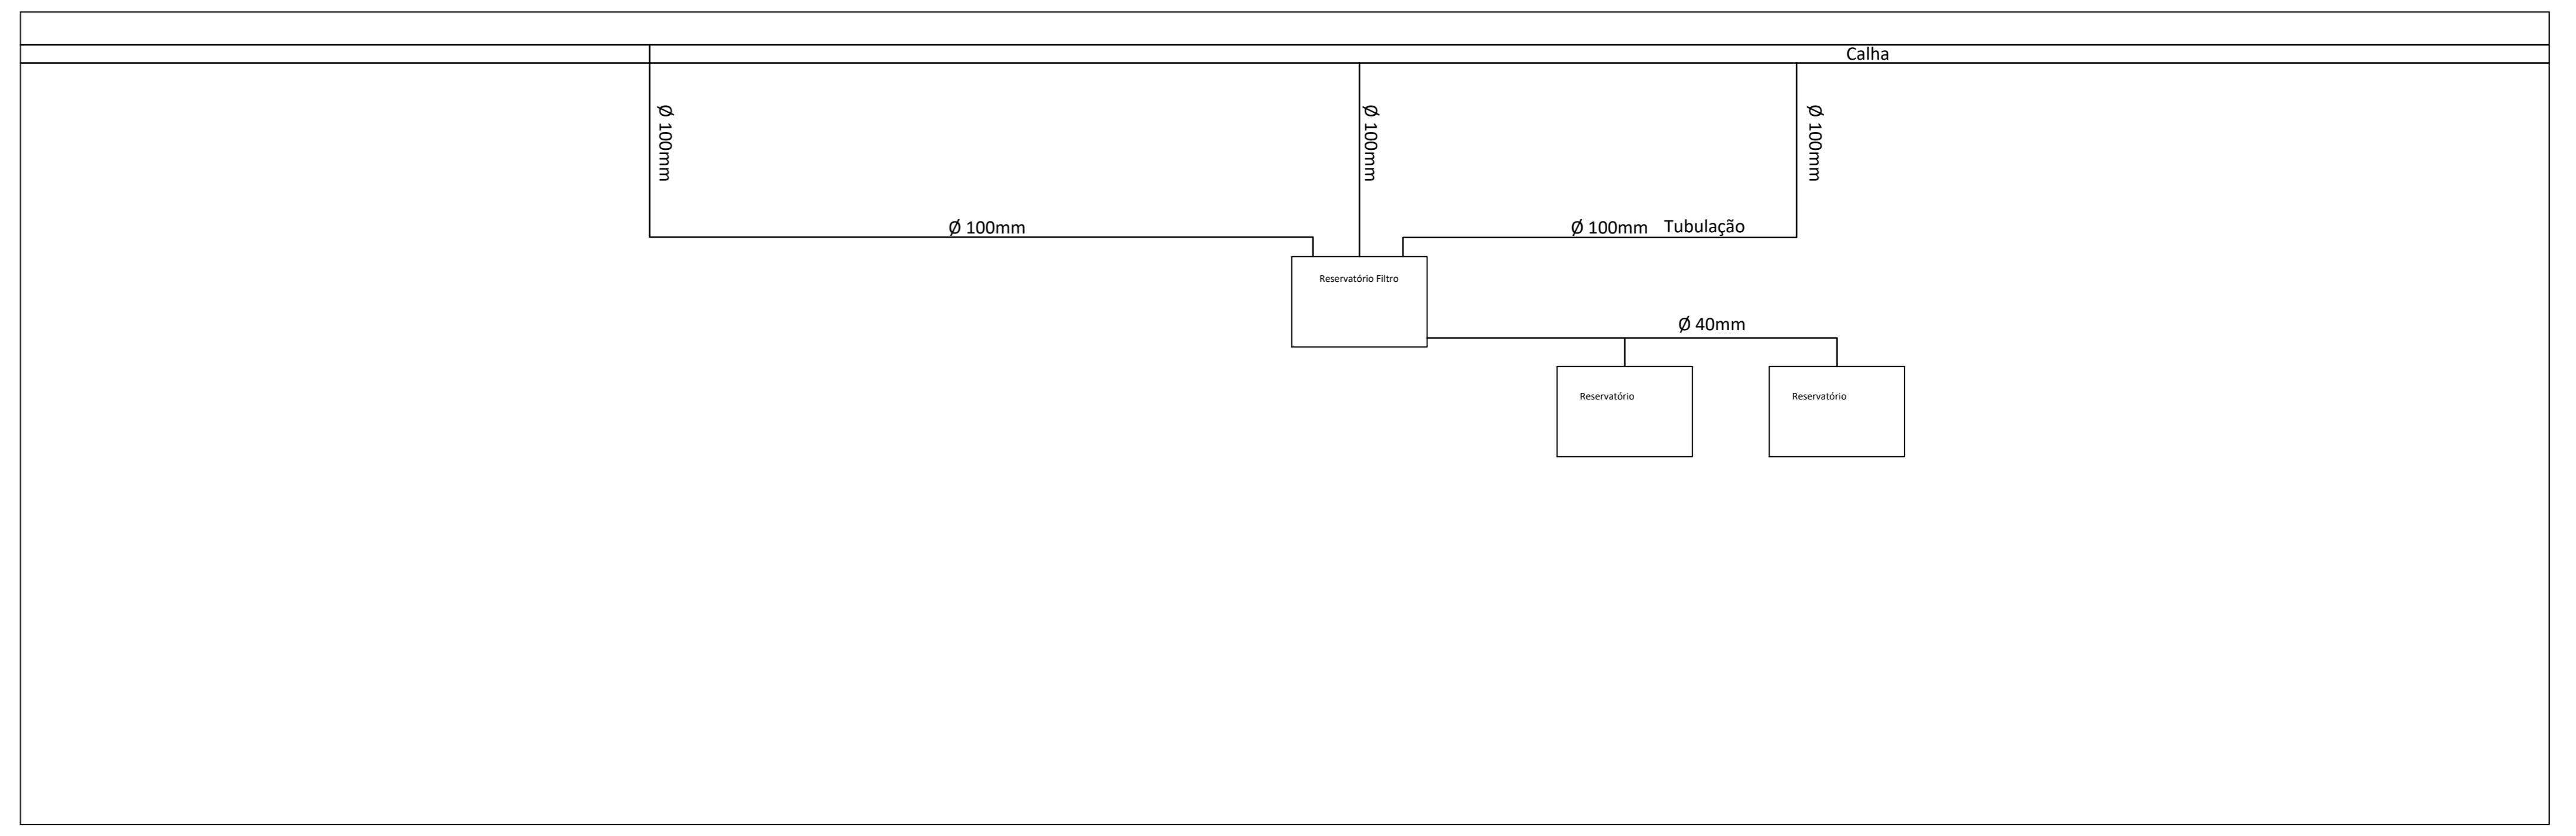 Calha
Ø 100mm
Ø 100mm
Ø 100mm
Ø 100mm
Ø 100mm Tubulação
Reservatório Filtro
Ø 40mm
Reservatório
Reservatório